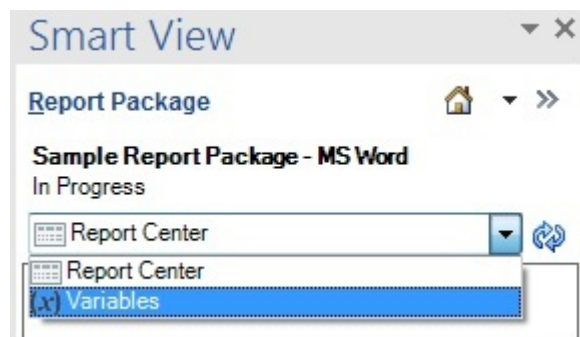 Smart View
Report Package
Sample Report Package - MS Word
In Progress
Report Center
Report Center
(x) Variables